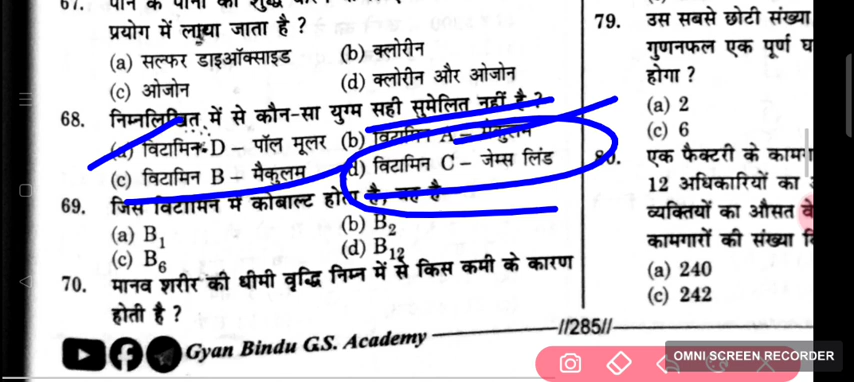 67. पीने के पानी को शुद्ध करने के लिए
प्रयोग में लाया जाता है ?
(a) सल्फर डाइऑक्साइड (b) क्लोरीन
(c) ओजोन (d) क्लोरीन और ओजोन
68. निम्नलिखित में से कौन-सा युग्म सही सुमेलित नहीं है ?
(a) विटामिन D – पॉल मूलर (b) विटामिन A – मैकुलम
(c) विटामिन B – मैकुलम (d) विटामिन C – जेम्स लिंड
69. जिस विटामिन में कोबाल्ट होता है, वह है
(a) B₁ (b) B₂
(c) B₆ (d) B₁₂
70. मानव शरीर की धीमी वृद्धि निम्न में से किस कमी के कारण
होती है ?
Gyan Bindu G.S. Academy
//285//
79. उस सबसे छोटी संख्या
गुणनफल एक पूर्ण
होगा ?
(a) 2
(c) 6
80. एक फैक्टरी के
12 अधिकारियों का
व्यक्तियों का औसत
कामगारों की संख्या
(a) 240
(c) 242
OMNI SCREEN RECORDER